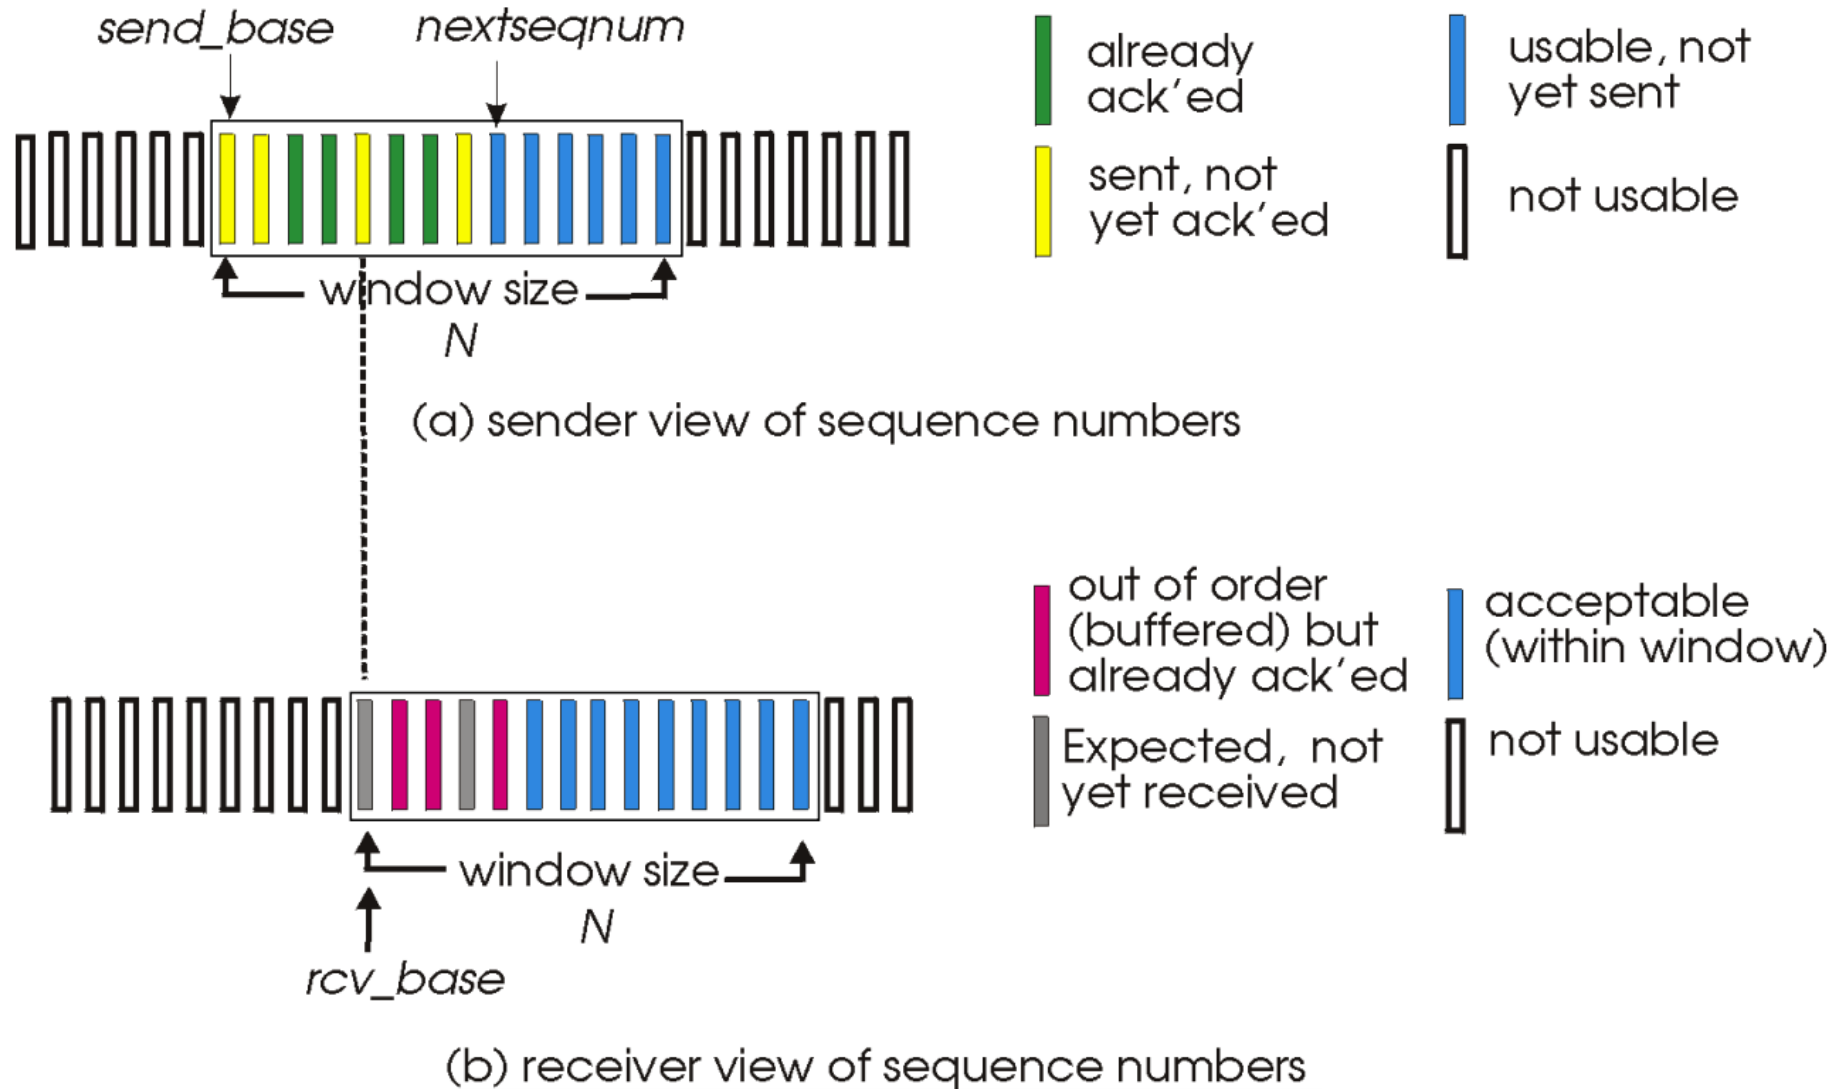 send_base
nextseqnum
already
ack'ed
usable, not
yet sent
sent, not
yet ack'ed
not usable
window size
N
(a) sender view of sequence numbers
out of order
(buffered) but
already ack'ed
acceptable
(within window)
Expected, not
yet received
not usable
window size
N
rcv_base
(b) receiver view of sequence numbers